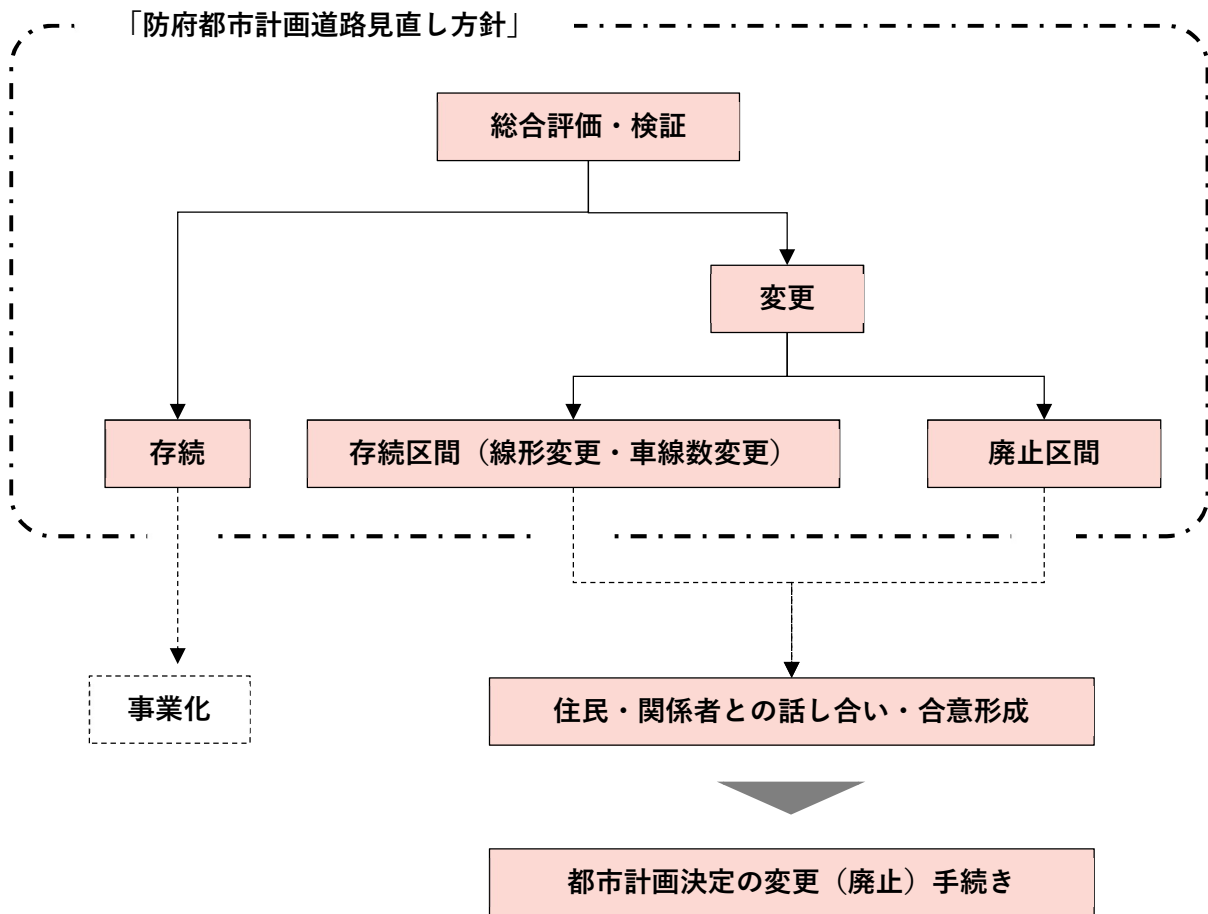 「防府都市計画道路見直し方針」
総合評価・検証
変更
存続
存続区間（線形変更・車線数変更）
廃止区間
事業化
住民・関係者との話し合い・合意形成
都市計画決定の変更（廃止）手続き